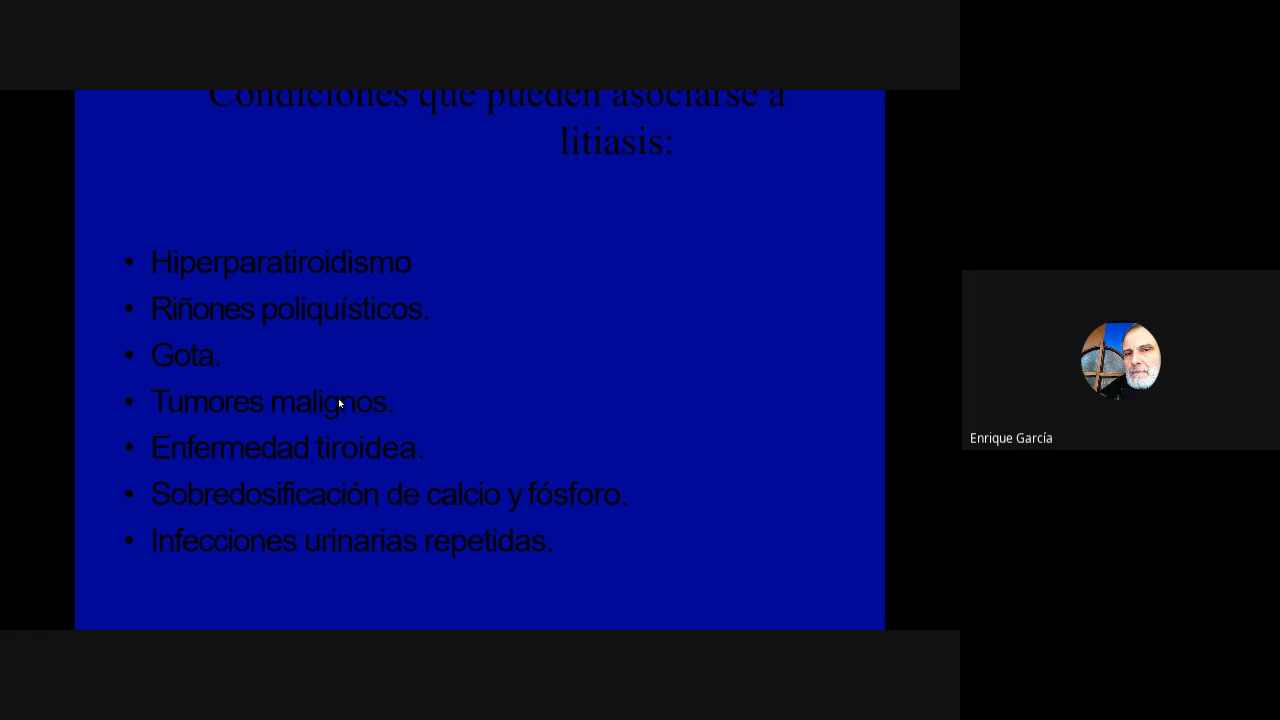 Condiciones que pueden asociarse a
litiasis:
• Hiperparatiroidismo
• Riñones poliquísticos.
• Gota.
• Tumores malignos.
• Enfermedad tiroidea.
• Sobredosificación de calcio y fósforo.
• Infecciones urinarias repetidas.
Enrique García